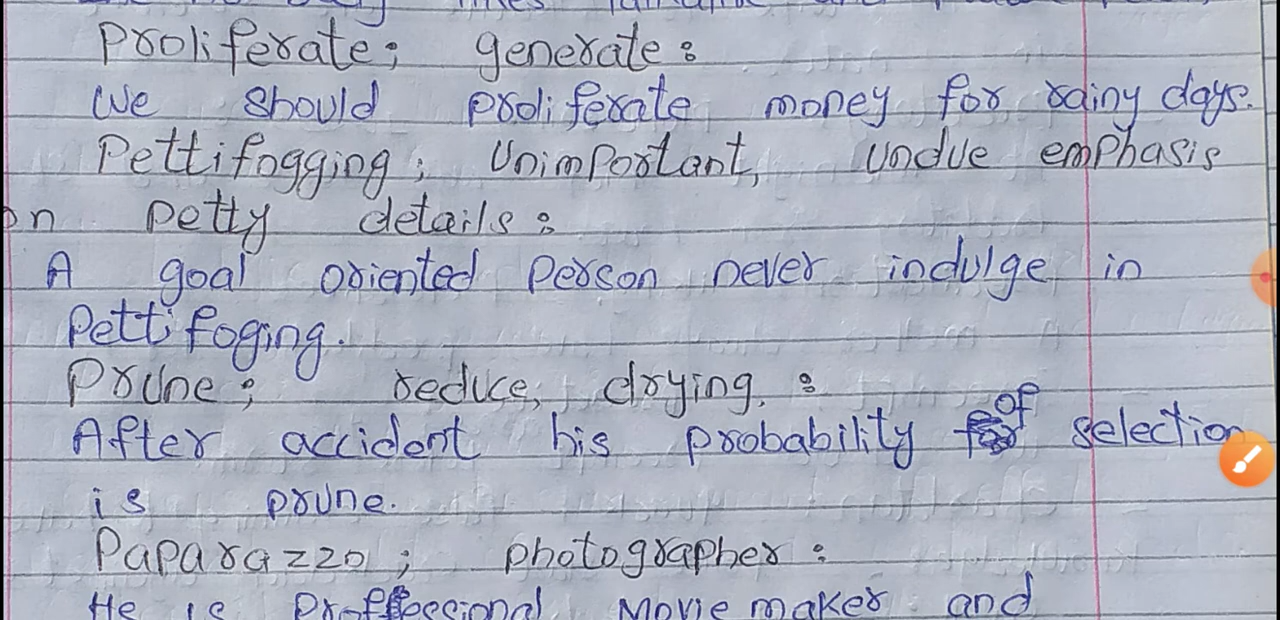 Proliferate; generate:
We should proliferate money for rainy days.
Pettifogging; Unimportant, undue emphasis
on petty details:
A goal oriented person never indulge in
Pettifoging.
Prune; reduce, drying, :
After accident his probability of selection
is prune.
Paparazzo; photographer:
He is Professional Movie maker and